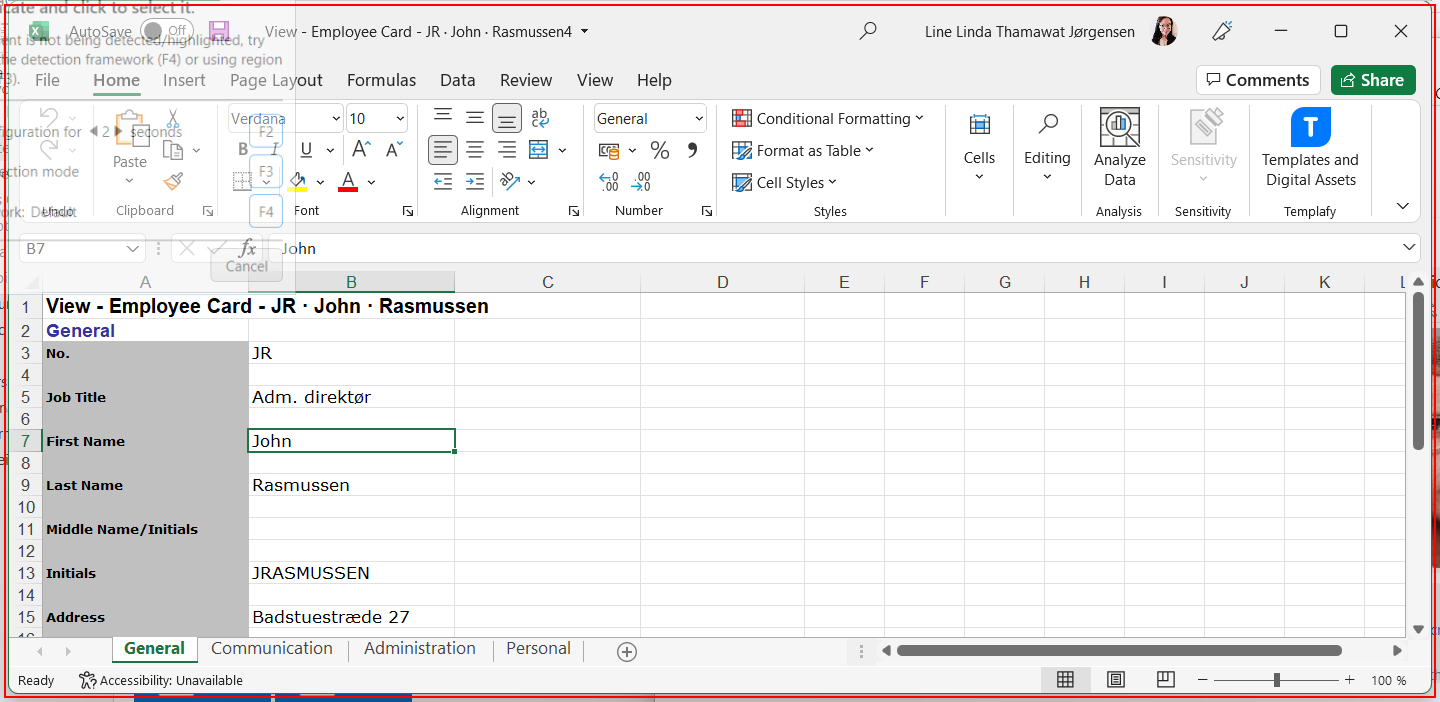 cate and click to select it.
AutoSave Off View - Employee Card - JR · John · Rasmussen4 Line Linda Thamawat Jørgensen
ent is not being detected/highlighted, try
the detection framework (F4) or using region
File Home Insert Page Layout Formulas Data Review View Help Comments Share
Verdana 10 General Conditional Formatting
figuration for 2 seconds F2
B I U A A ab % Format as Table Cells Editing Analyze Data Sensitivity Templates and Digital Assets
Paste
ection mode F3
A Cell Styles
ork: Default F4
Undo Clipboard Font Alignment Number Styles Analysis Sensitivity Templafy
B7 fx John
Cancel
A B C D E F G H I J K L
1 View - Employee Card - JR · John · Rasmussen
2 General
3 No. JR
4
5 Job Title Adm. direktør
6
7 First Name John
8
9 Last Name Rasmussen
10
11 Middle Name/Initials
12
13 Initials JRASMUSSEN
14
15 Address Badstuestræde 27
16
General Communication Administration Personal
Ready Accessibility: Unavailable 100 %